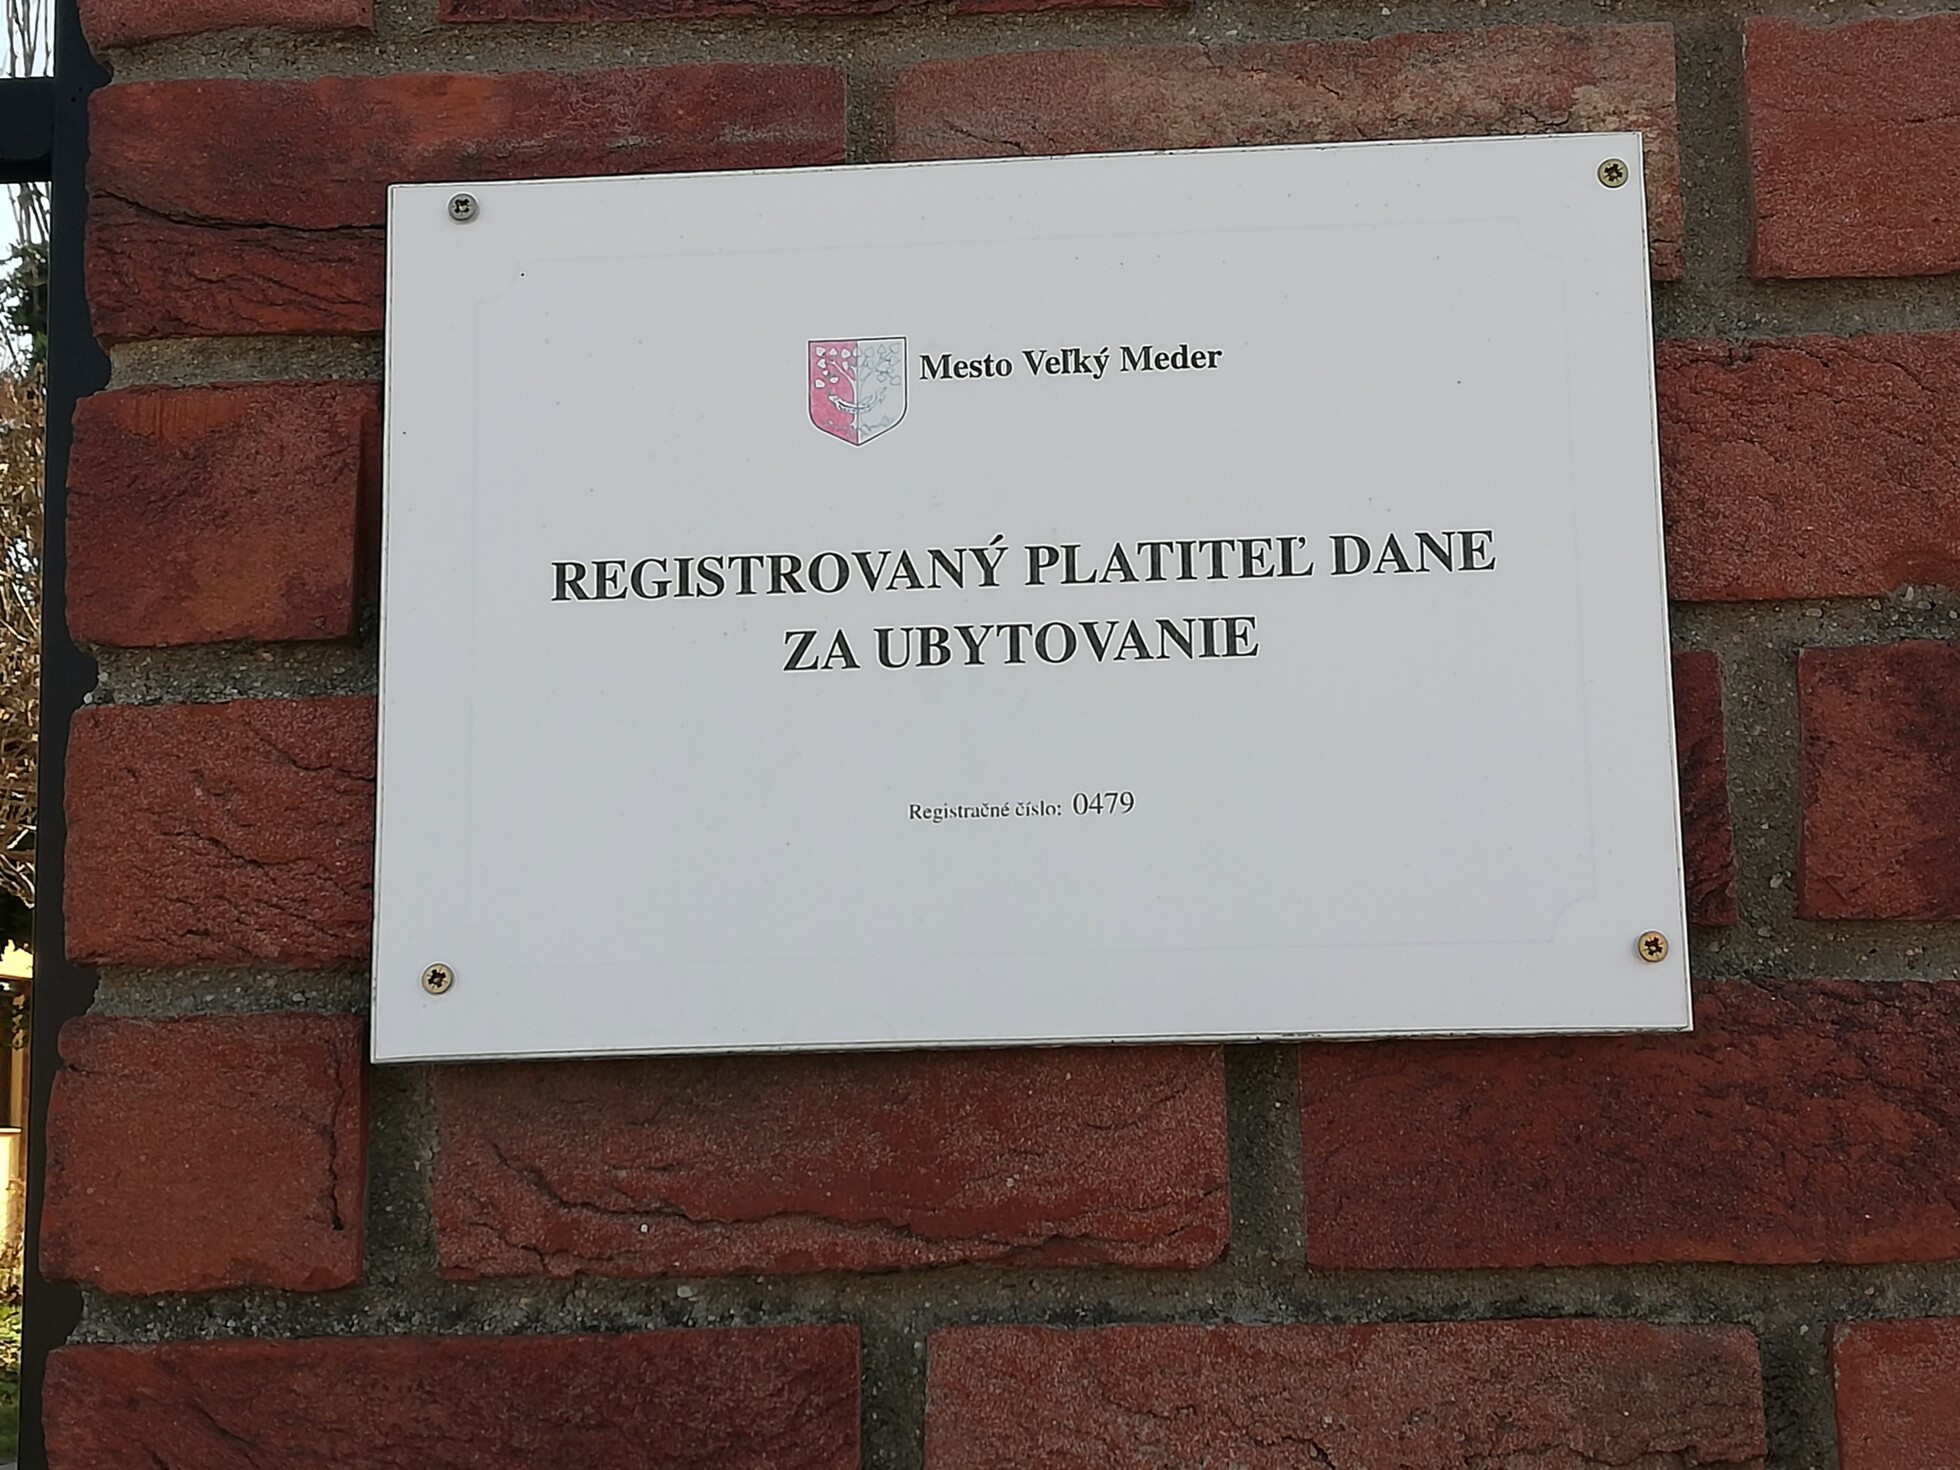 Mesto Veľký Meder
REGISTROVANÝ PLATITEĽ DANE
ZA UBYTOVANIE
Registračné číslo: 0479